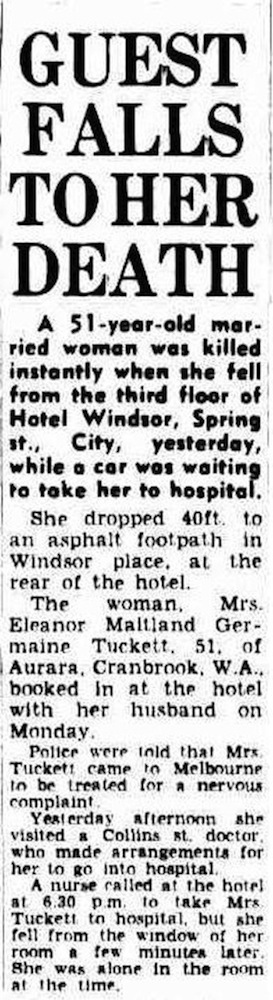 GUEST
FALLS
TO HER
DEATH
A 51-year-old mar-
ried woman was killed
instantly when she fell
from the third floor of
Hotel Windsor, Spring
st., City, yesterday,
while a car was waiting
to take her to hospital.
She dropped 40ft. to
an asphalt footpath in
Windsor place, at the
rear of the hotel.
The woman, Mrs.
Eleanor Maitland Ger-
maine Tuckett, 51, of
Aurara, Cranbrook, W.A.,
booked in at the hotel
with her husband on
Monday.
Police were told that Mrs.
Tuckett came to Melbourne
to be treated for a nervous
complaint.
Yesterday afternoon she
visited a Collins st. doctor,
who made arrangements for
her to go into hospital.
A nurse called at the hotel
at 6.30 p.m. to take Mrs.
Tuckett to hospital, but she
fell from the window of her
room a few minutes later.
She was alone in the room
at the time.